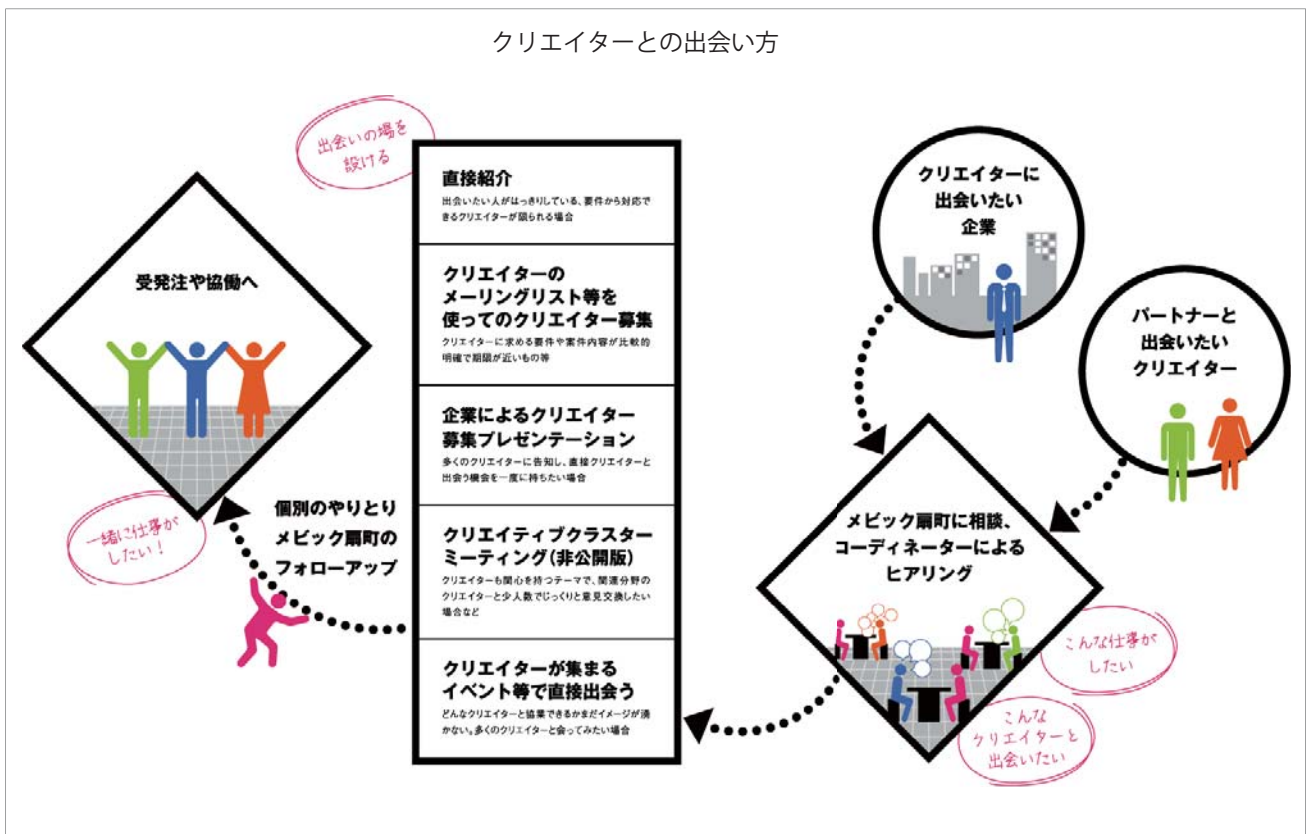 クリエイターとの出会い方
クリエイターに
出会いたい
企業
パートナーと
出会いたい
クリエイター
メビック扇町に相談、
コーディネーターによる
ヒアリング
こんな仕事が
したい
こんな
クリエイターと
出会いたい
出会いの場を
設ける
直接紹介
出会いたい人がはっきりしている、要件から対応で
きるクリエイターが限られる場合
クリエイターの
メーリングリスト等を
使ってのクリエイター募集
クリエイターに求める要件や案件内容が比較的
明確で期限が近いもの等
企業によるクリエイター
募集プレゼンテーション
多くのクリエイターに告知し、直接クリエイターと
出会う機会を一度に持ちたい場合
クリエイティブクラスター
ミーティング(非公開版)
クリエイターも関心を持つテーマで、関連分野の
クリエイターと少人数でじっくりと意見交換したい
場合など
クリエイターが集まる
イベント等で直接出会う
どんなクリエイターと協業できるかまだイメージが湧
かない。多くのクリエイターと会ってみたい場合
個別のやりとり
メビック扇町の
フォローアップ
一緒に仕事が
したい!
受発注や協働へ